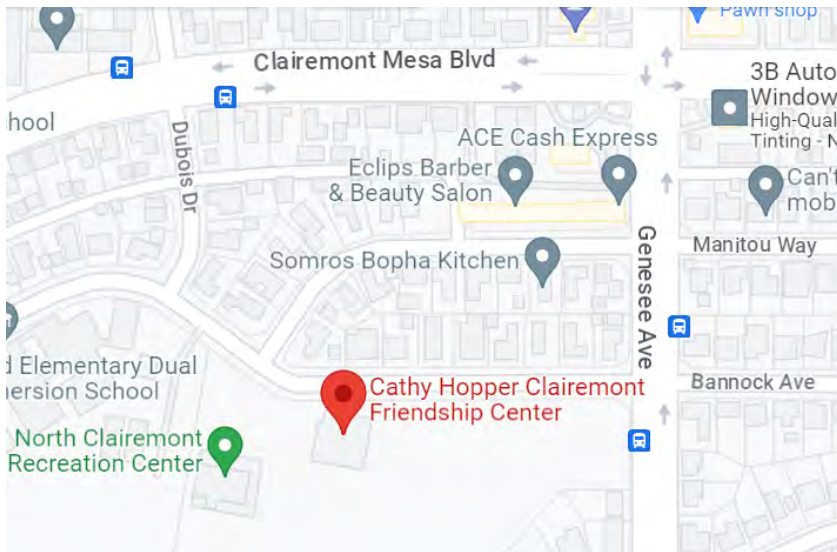 Pawn shop
Clairemont Mesa Blvd
3B Auto
Window
High-Qual
Tinting - N
hool
Dubois Dr
ACE Cash Express
Eclips Barber
& Beauty Salon
Can't
mob
Genesee Ave
Manitou Way
Somros Bopha Kitchen
d Elementary Dual
ersion School
Bannock Ave
Cathy Hopper Clairemont
Friendship Center
North Clairemont
Recreation Center